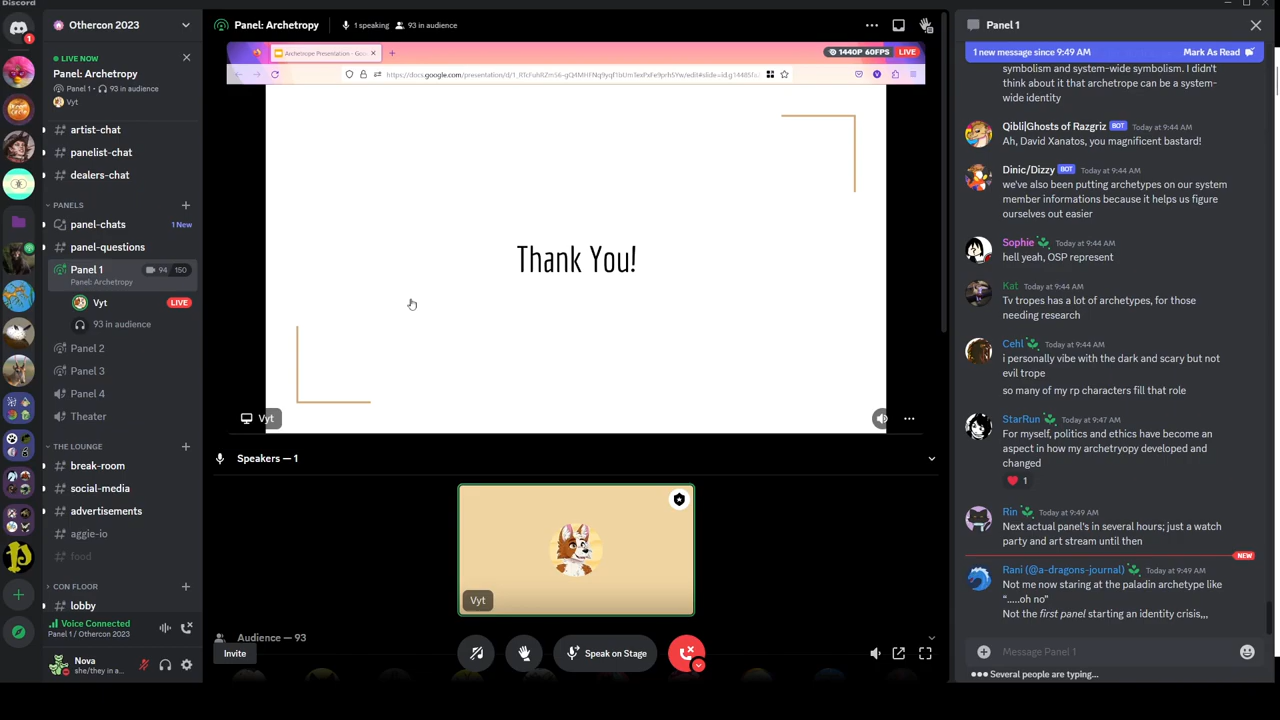 Discord
Othercon 2023
LIVE NOW
Panel: Archetropy
Panel 1 • 93 in audience
Vyt
artist-chat
panelist-chat
dealers-chat
PANELS
panel-chats
1 New
panel-questions
Panel 1
94 150
Panel: Archetropy
Vyt
LIVE
93 in audience
Panel 2
Panel 3
Panel 4
Theater
THE LOUNGE
break-room
social-media
advertisements
aggie-io
food
CON FLOOR
lobby
Voice Connected
Panel 1 / Othercon 2023
Nova
she/they in a...
Panel: Archetropy
1 speaking
93 in audience
Archetrope Presentation - Goo
1440P 60FPS
LIVE
Thank You!
Vyt
Speakers — 1
Vyt
Audience — 93
Invite
Speak on Stage
Panel 1
1 new message since 9:49 AM
Mark As Read
symbolism and system-wide symbolism. I didn't
think about it that archetrope can be a system-
wide identity
Qibli|Ghosts of Razgriz BOT Today at 9:44 AM
Ah, David Xanatos, you magnificent bastard!
Dinic/Dizzy BOT Today at 9:44 AM
we've also been putting archetypes on our system
member informations because it helps us figure
ourselves out easier
Sophie Today at 9:44 AM
hell yeah, OSP represent
Kat Today at 9:44 AM
Tv tropes has a lot of archetypes, for those
needing research
Cehl Today at 9:44 AM
i personally vibe with the dark and scary but not
evil trope
so many of my rp characters fill that role
StarRun Today at 9:47 AM
For myself, politics and ethics have become an
aspect in how my archetryopy developed and
changed
1
Rin Today at 9:49 AM
Next actual panel's in several hours; just a watch
party and art stream until then
NEW
Rani (@a-dragons-journal) Today at 9:49 AM
Not me now staring at the paladin archetype like
".....oh no"
Not the first panel starting an identity crisis,,,
Message Panel 1
Several people are typing...